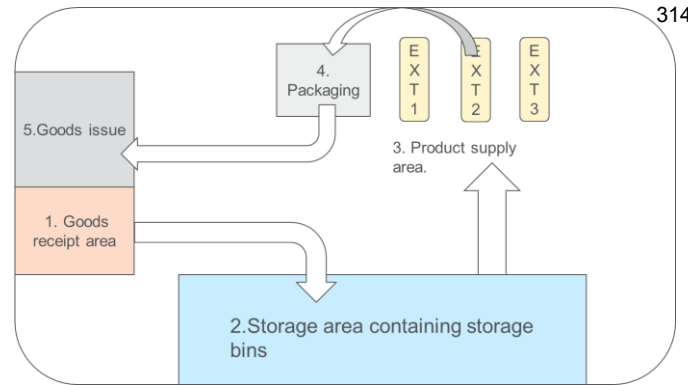 314
4.
Packaging
E
X
T
1
E
X
T
2
E
X
T
3
5.Goods issue
3. Product supply
area.
1. Goods
receipt area
2.Storage area containing storage
bins